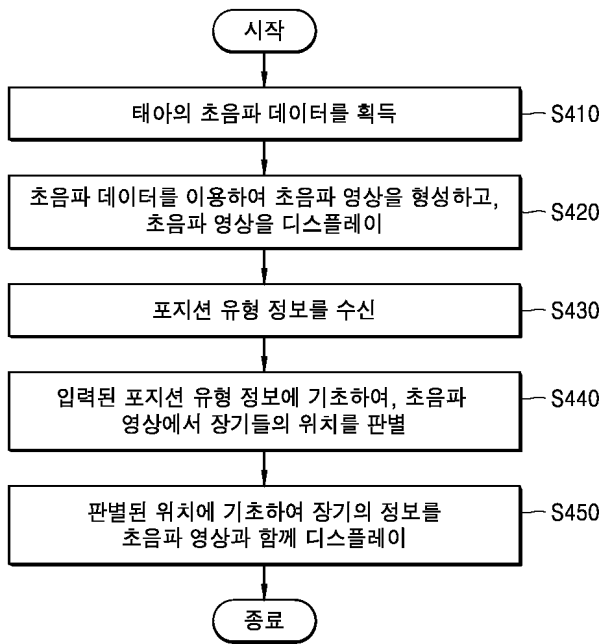 시작
태아의 초음파 데이터를 획득
S410
초음파 데이터를 이용하여 초음파 영상을 형성하고,
초음파 영상을 디스플레이
S420
포지션 유형 정보를 수신
S430
입력된 포지션 유형 정보에 기초하여, 초음파
영상에서 장기들의 위치를 판별
S440
판별된 위치에 기초하여 장기의 정보를
초음파 영상과 함께 디스플레이
S450
종료